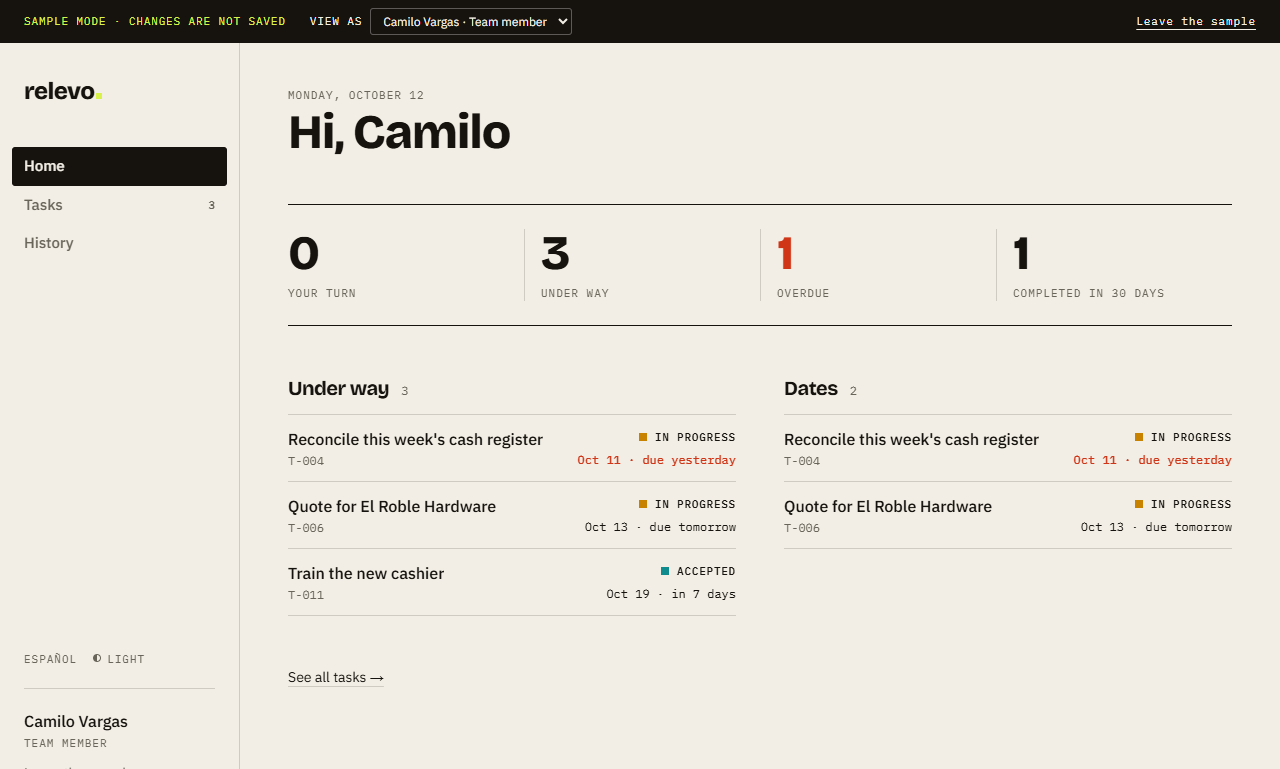 SAMPLE MODE · CHANGES ARE NOT SAVED VIEW AS Camilo Vargas · Team member Leave the sample
relevo.
Home
Tasks 3
History
ESPAÑOL LIGHT
Camilo Vargas
TEAM MEMBER
MONDAY, OCTOBER 12
Hi, Camilo
0
YOUR TURN
3
UNDER WAY
1
OVERDUE
1
COMPLETED IN 30 DAYS
Under way 3
Reconcile this week's cash register IN PROGRESS
T-004 Oct 11 · due yesterday
Quote for El Roble Hardware IN PROGRESS
T-006 Oct 13 · due tomorrow
Train the new cashier ACCEPTED
T-011 Oct 19 · in 7 days
See all tasks →
Dates 2
Reconcile this week's cash register IN PROGRESS
T-004 Oct 11 · due yesterday
Quote for El Roble Hardware IN PROGRESS
T-006 Oct 13 · due tomorrow